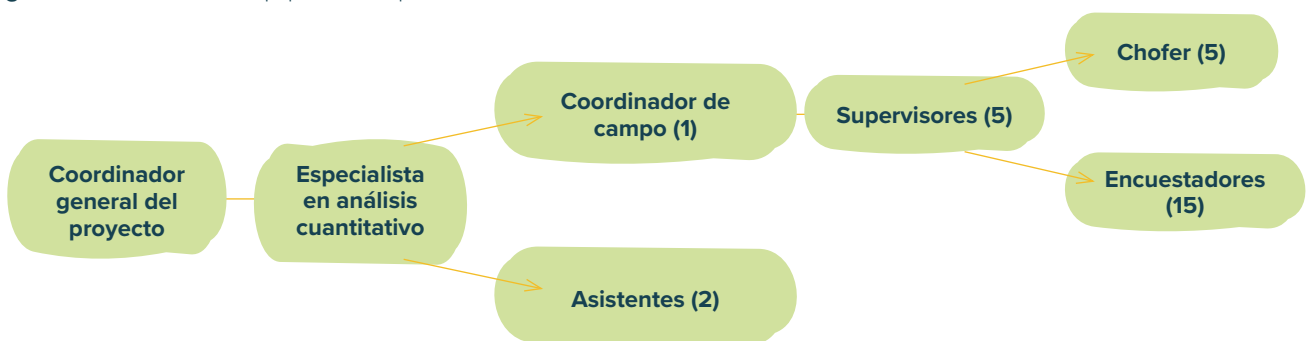 Coordinador
general del
proyecto
Especialista
en análisis
cuantitativo
Coordinador de
campo (1)
Asistentes (2)
Supervisores (5)
Chofer (5)
Encuestadores
(15)